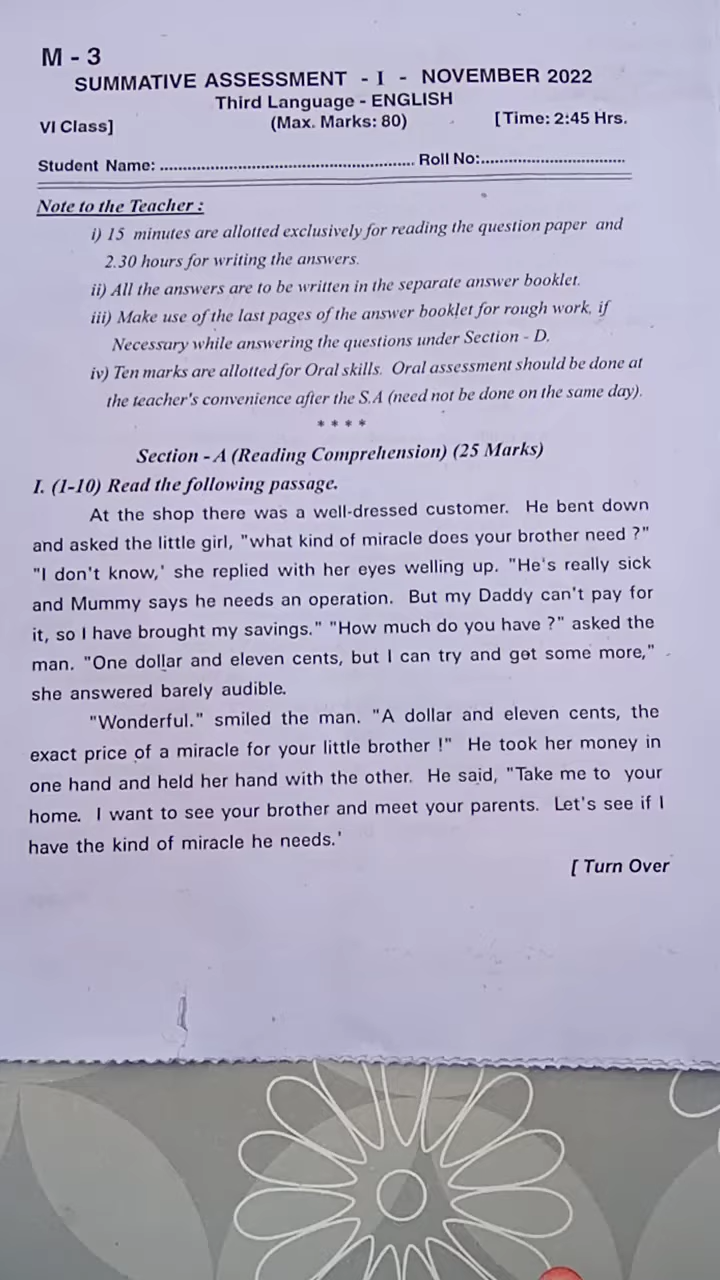 M - 3
SUMMATIVE ASSESSMENT - I - NOVEMBER 2022
Third Language - ENGLISH
VI Class] (Max. Marks: 80) [Time: 2:45 Hrs.
Student Name: ........................................................ Roll No:................................
Note to the Teacher :
i) 15 minutes are allotted exclusively for reading the question paper and
2.30 hours for writing the answers.
ii) All the answers are to be written in the separate answer booklet.
iii) Make use of the last pages of the answer booklet for rough work, if
Necessary while answering the questions under Section - D.
iv) Ten marks are allotted for Oral skills. Oral assessment should be done at
the teacher's convenience after the S.A (need not be done on the same day).
* * * *
Section - A (Reading Comprehension) (25 Marks)
I. (1-10) Read the following passage.
At the shop there was a well-dressed customer. He bent down
and asked the little girl, "what kind of miracle does your brother need ?"
"I don't know,' she replied with her eyes welling up. "He's really sick
and Mummy says he needs an operation. But my Daddy can't pay for
it, so I have brought my savings." "How much do you have ?" asked the
man. "One dollar and eleven cents, but I can try and get some more,"
she answered barely audible.
"Wonderful." smiled the man. "A dollar and eleven cents, the
exact price of a miracle for your little brother !" He took her money in
one hand and held her hand with the other. He said, "Take me to your
home. I want to see your brother and meet your parents. Let's see if I
have the kind of miracle he needs.'
[ Turn Over